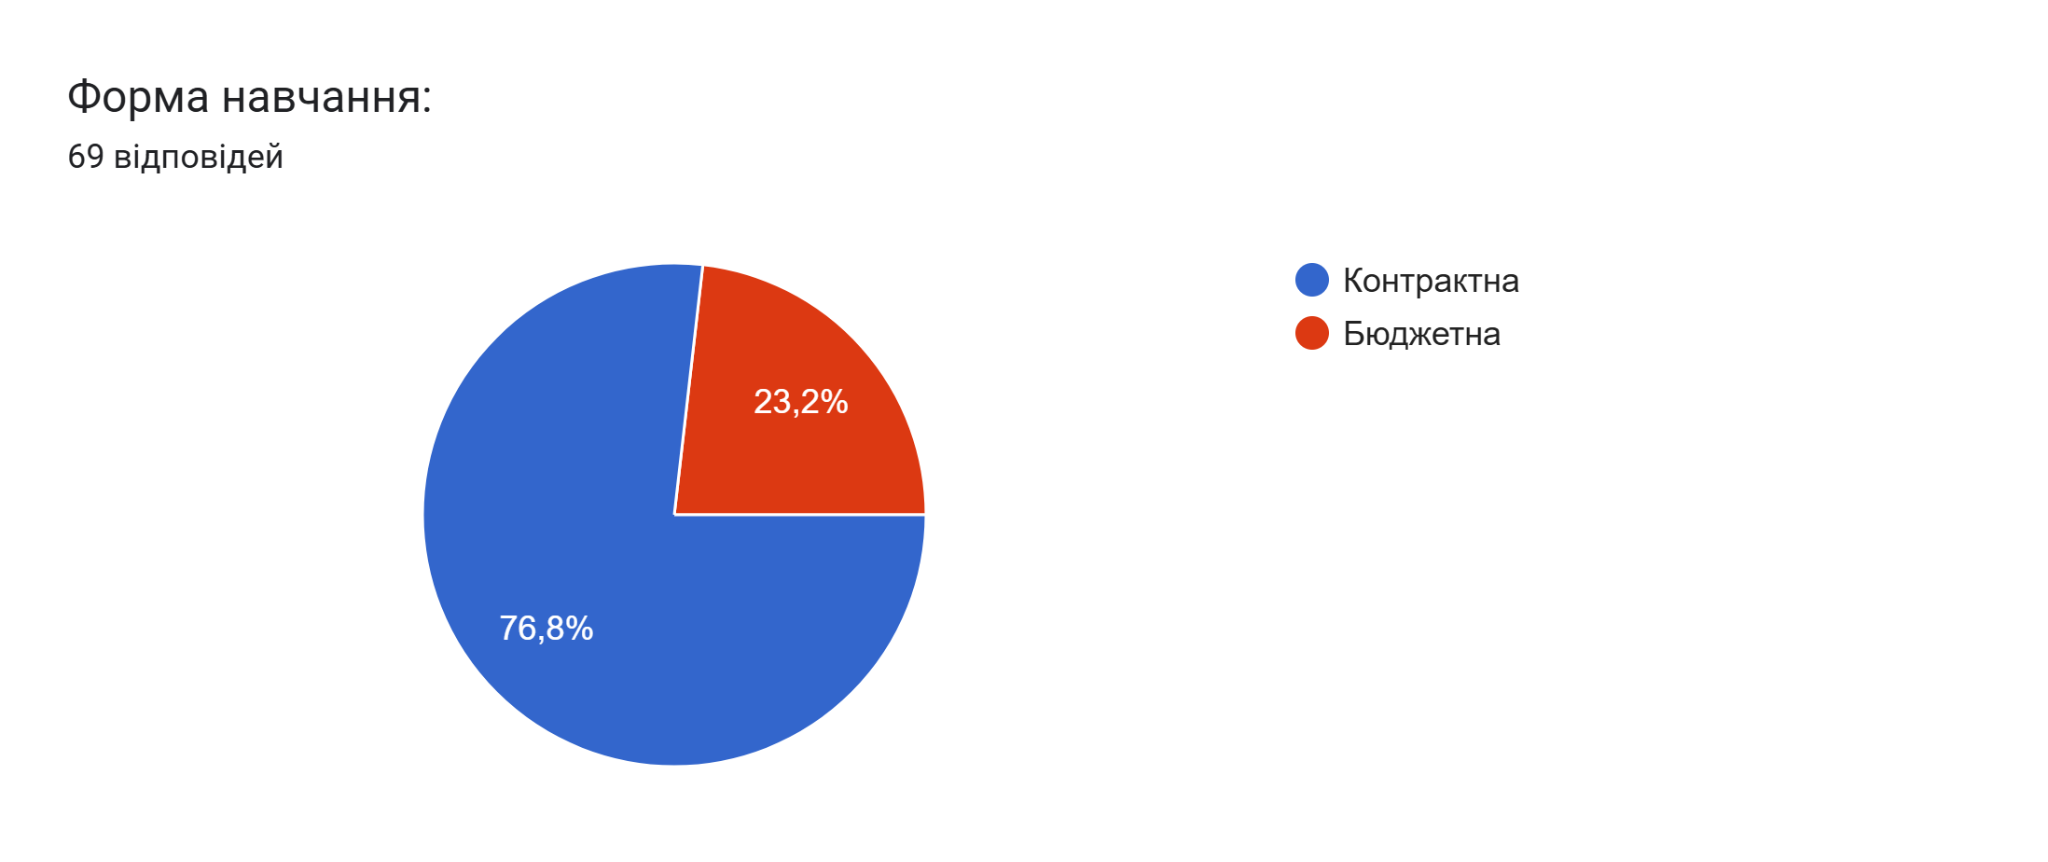 Форма навчання:
69 відповідей
Контрактна
Бюджетна
23,2%
76,8%